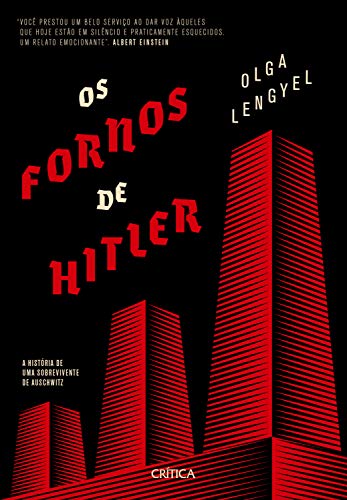 "VOCÊ PRESTOU UM BELO SERVIÇO AO DAR VOZ ÀQUELES
QUE HOJE ESTÃO EM SILÊNCIO E PRATICAMENTE ESQUECIDOS.
UM RELATO EMOCIONANTE". ALBERT EINSTEIN
OLGA
LENGYEL
OS
FORNOS
DE
HITLER
A HISTÓRIA DE
UMA SOBREVIVENTE
DE AUSCHWITZ
CRÍTICA